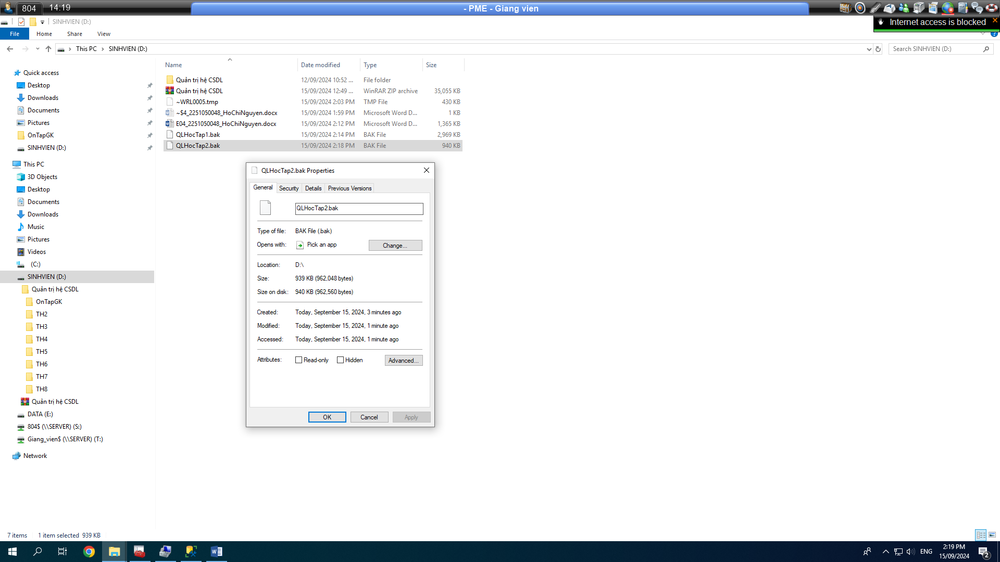 804 14:19 - PME - Giang vien
SINHVIEN (D:)
Internet access is blocked
File Home Share View
This PC SINHVIEN (D:) Search SINHVIEN (D:)
Name Date modified Type Size
Quản trị hệ CSDL 12/09/2024 10:52 ... File folder
Quản trị hệ CSDL 15/09/2024 12:49 ... WinRAR ZIP archive 35,055 KB
~WRL0005.tmp 15/09/2024 2:03 PM TMP File 430 KB
~$4_2251050048_HoChiNguyen.docx 15/09/2024 1:59 PM Microsoft Word D... 1 KB
E04_2251050048_HoChiNguyen.docx 15/09/2024 2:12 PM Microsoft Word D... 1,365 KB
QLHocTap1.bak 15/09/2024 2:14 PM BAK File 2,969 KB
QLHocTap2.bak 15/09/2024 2:18 PM BAK File 940 KB
Quick access
Desktop
Downloads
Documents
Pictures
OnTapGK
SINHVIEN (D:)
This PC
3D Objects
Desktop
Documents
Downloads
Music
Pictures
Videos
(C:)
SINHVIEN (D:)
Quản trị hệ CSDL
OnTapGK
TH2
TH3
TH4
TH5
TH6
TH7
TH8
Quản trị hệ CSDL
DATA (E:)
804$ (\\SERVER) (S:)
Giang_vien$ (\\SERVER) (T:)
Network
QLHocTap2.bak Properties
General Security Details Previous Versions
QLHocTap2.bak
Type of file: BAK File (.bak)
Opens with: Pick an app Change...
Location: D:\
Size: 939 KB (962,048 bytes)
Size on disk: 940 KB (962,560 bytes)
Created: Today, September 15, 2024, 3 minutes ago
Modified: Today, September 15, 2024, 1 minute ago
Accessed: Today, September 15, 2024, 1 minute ago
Attributes: Read-only Hidden Advanced...
OK Cancel Apply
7 items 1 item selected 939 KB
ENG
2:19 PM
15/09/2024
2